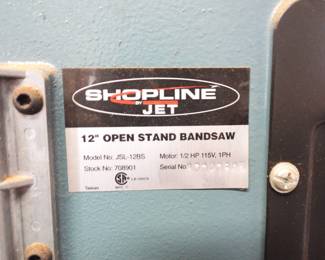 SHOPLINE
BY JET
12" OPEN STAND BANDSAW
Model No: JSL-12BS Motor: 1/2 HP 115V, 1PH
Stock No: 708901 Serial No:
Taiwan